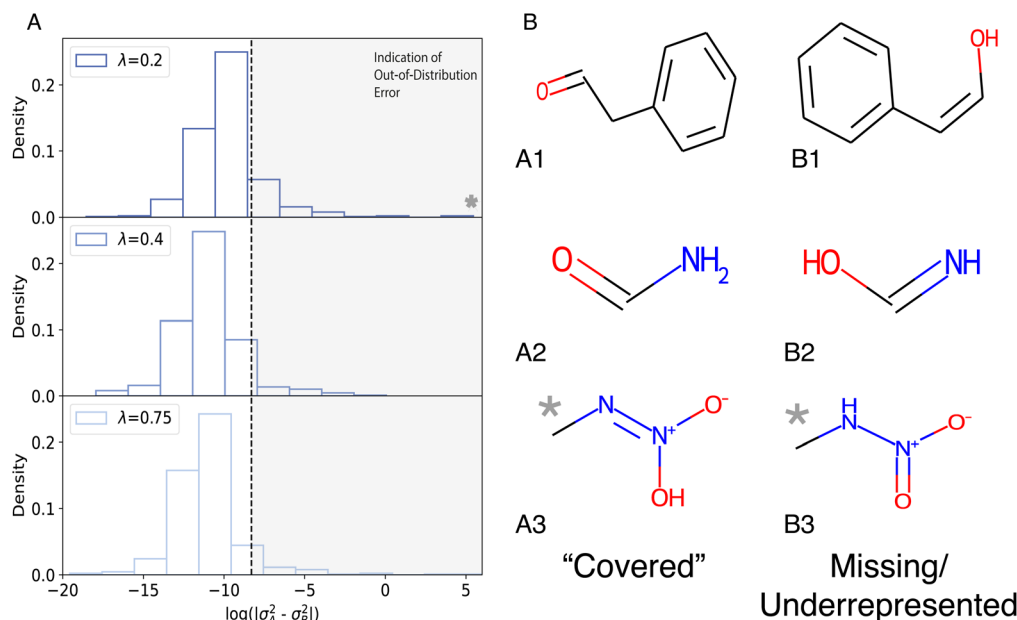 A
B
λ=0.2
Indication of
Out-of-Distribution
Error
*
Density
0.2
0.1
0.0
λ=0.4
Density
0.2
0.1
0.0
λ=0.75
Density
0.2
0.1
0.0
−20 −15 −10 −5 0 5
log(|σ²_A - σ²_B|)
O
A1
OH
B1
O NH2
A2
HO NH
B2
* N N+ O− OH
A3
* H N N+ O− O
B3
“Covered”
Missing/
Underrepresented